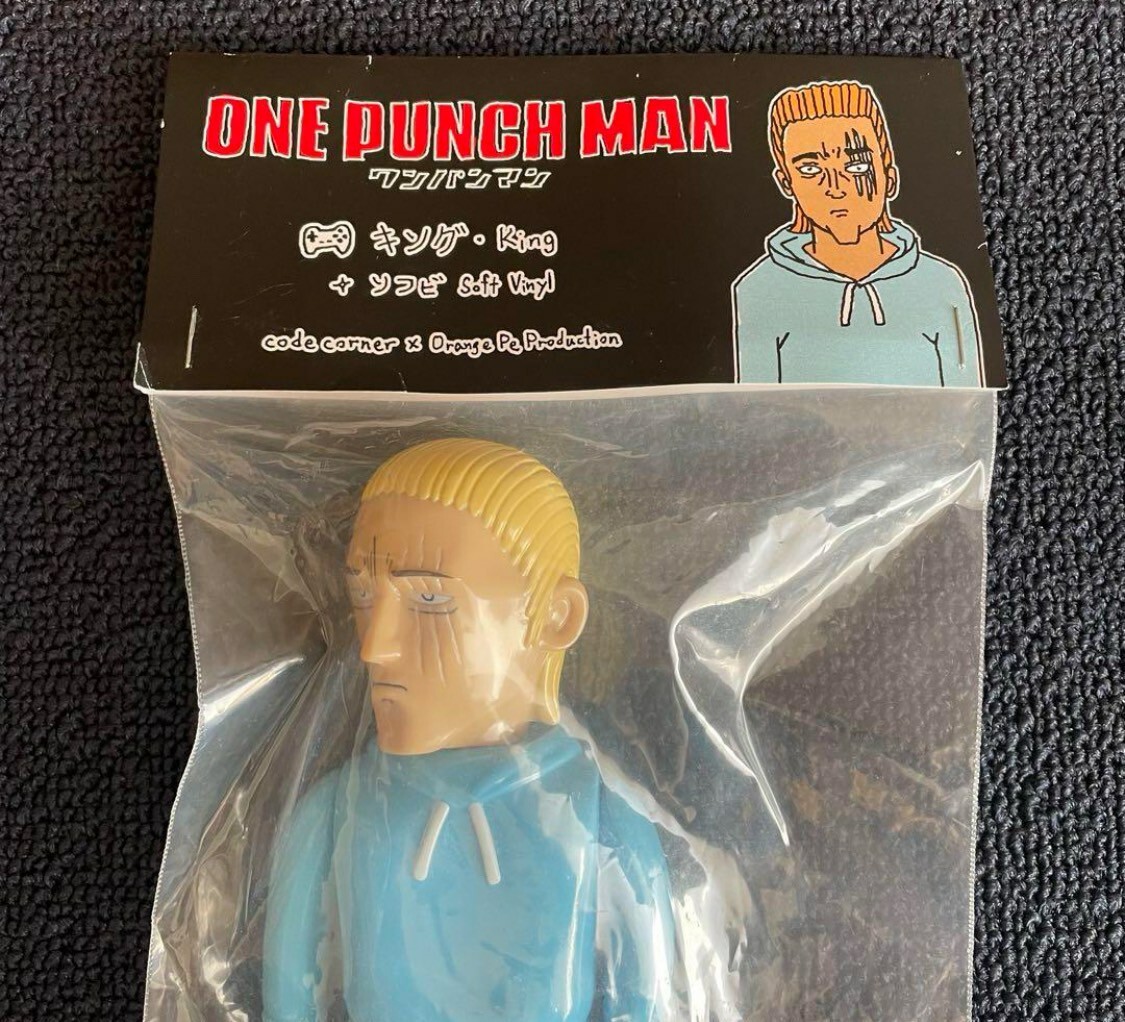 ONE PUNCH MAN
ワンパンマン
キング・King
+ ソフビ Soft Vinyl
code corner x Orange Pe Production